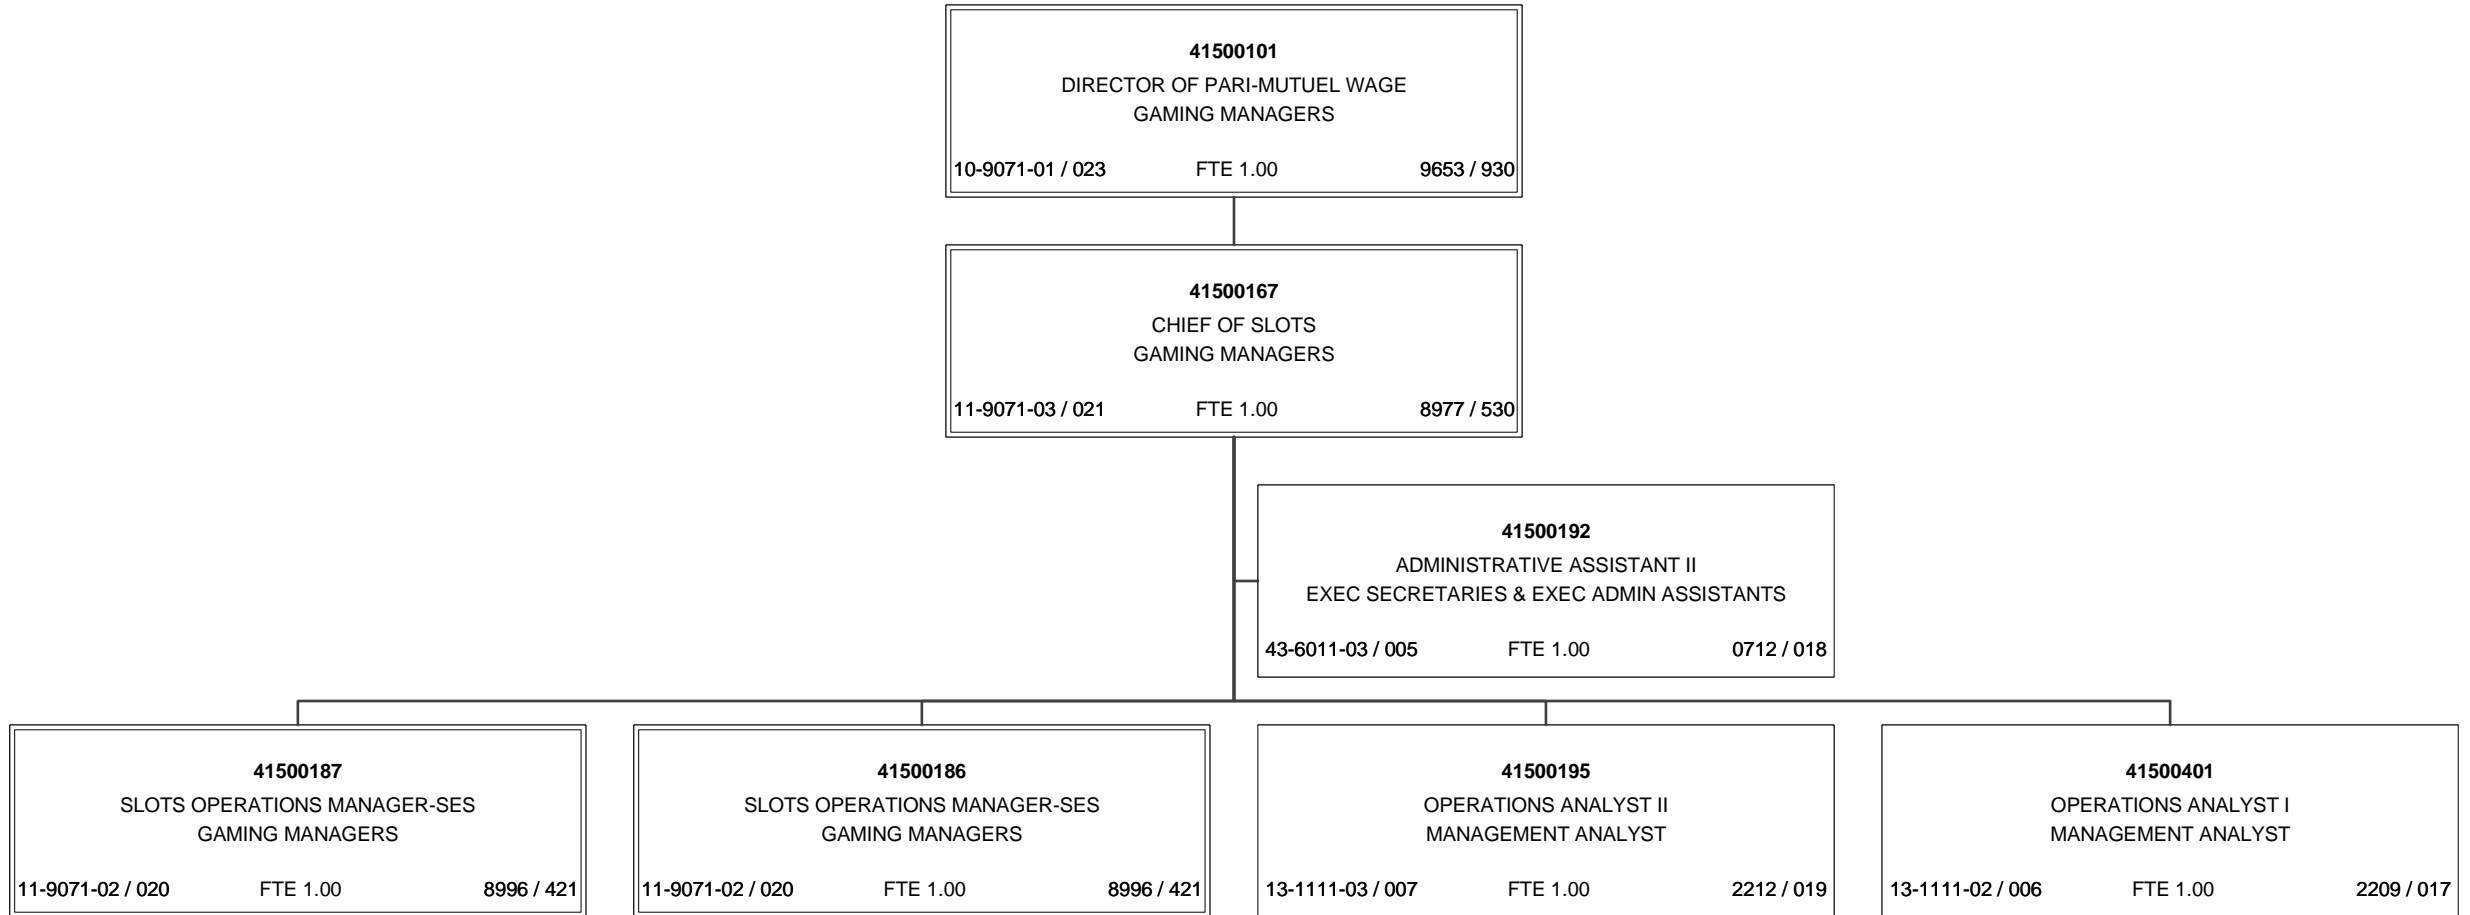 41500101
DIRECTOR OF PARI-MUTUEL WAGE
GAMING MANAGERS
10-9071-01 / 023 FTE 1.00 9653 / 930
41500167
CHIEF OF SLOTS
GAMING MANAGERS
11-9071-03 / 021 FTE 1.00 8977 / 530
41500192
ADMINISTRATIVE ASSISTANT II
EXEC SECRETARIES & EXEC ADMIN ASSISTANTS
43-6011-03 / 005 FTE 1.00 0712 / 018
41500187
SLOTS OPERATIONS MANAGER-SES
GAMING MANAGERS
11-9071-02 / 020 FTE 1.00 8996 / 421
41500186
SLOTS OPERATIONS MANAGER-SES
GAMING MANAGERS
11-9071-02 / 020 FTE 1.00 8996 / 421
41500195
OPERATIONS ANALYST II
MANAGEMENT ANALYST
13-1111-03 / 007 FTE 1.00 2212 / 019
41500401
OPERATIONS ANALYST I
MANAGEMENT ANALYST
13-1111-02 / 006 FTE 1.00 2209 / 017